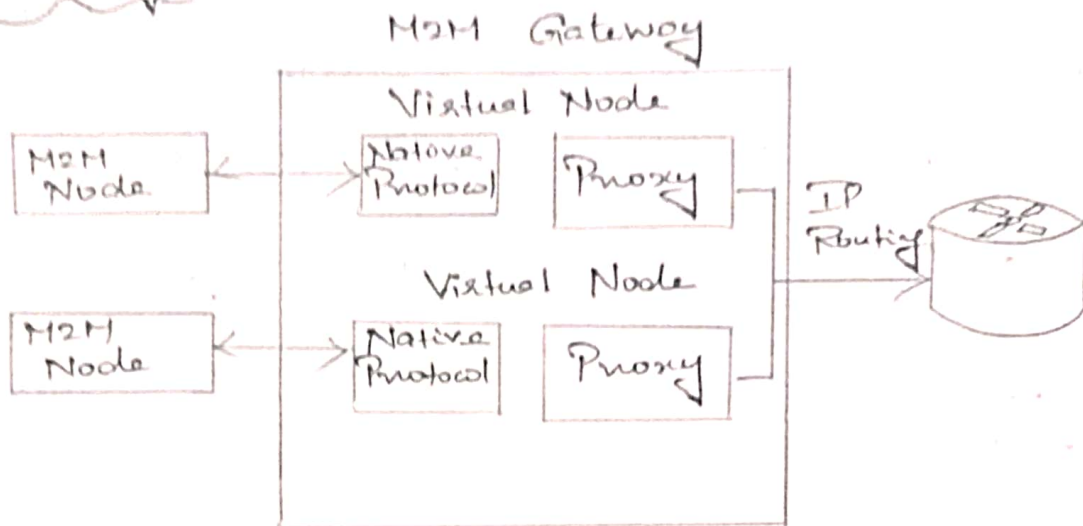 M2M Gateway
Virtual Node
M2M
Node
Native
Protocol
Proxy
IP
Routing
Virtual Node
M2M
Node
Native
Protocol
Proxy